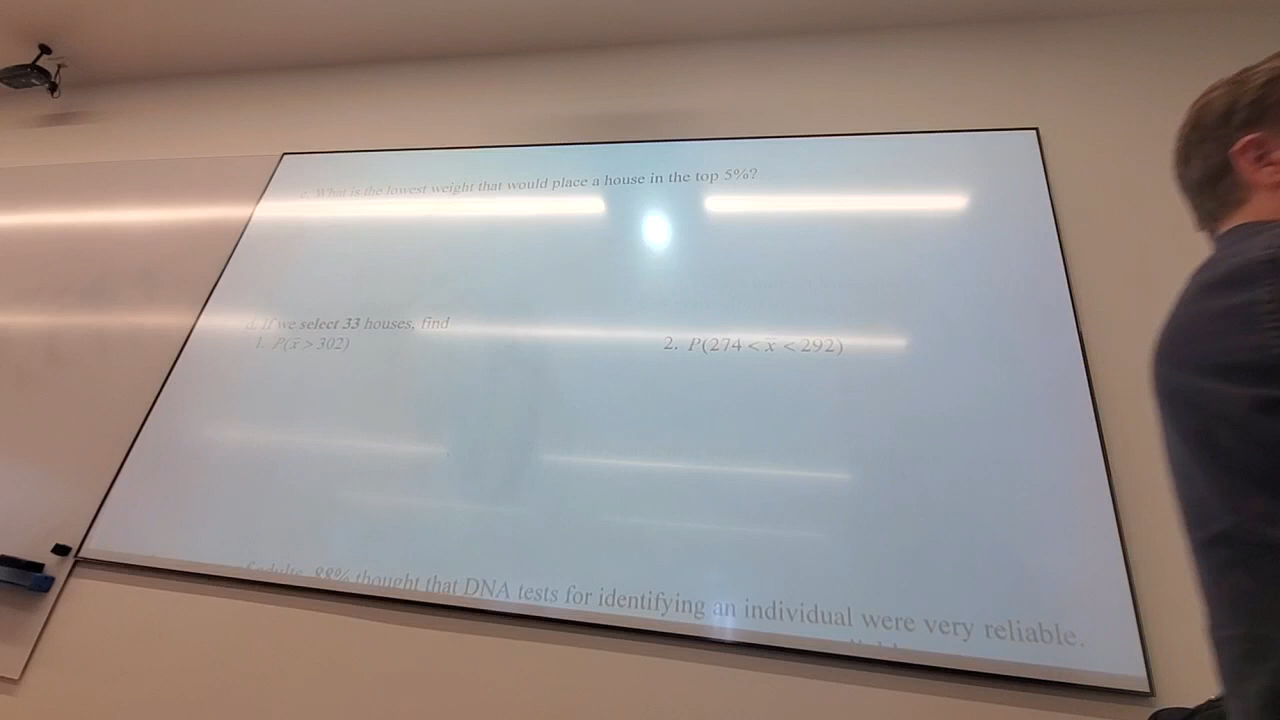 c. What is the lowest weight that would place a house in the top 5%?
d. If we select 33 houses, find
1. P(x̅ > 302)
2. P(274 < x̅ < 292)
adults, 88% thought that DNA tests for identifying an individual were very reliable.